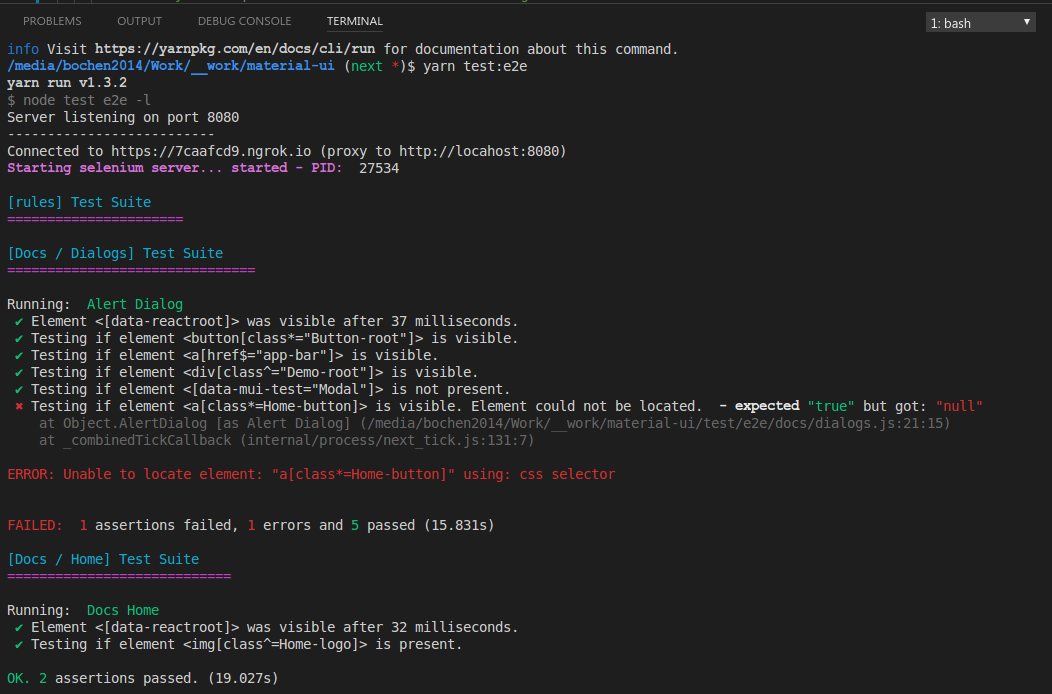 PROBLEMS OUTPUT DEBUG CONSOLE TERMINAL 1: bash
info Visit https://yarnpkg.com/en/docs/cli/run for documentation about this command.
/media/bochen2014/Work/__work/material-ui (next *)$ yarn test:e2e
yarn run v1.3.2
$ node test e2e -l
Server listening on port 8080
--------------------------
Connected to https://7caafcd9.ngrok.io (proxy to http://locahost:8080)
Starting selenium server... started - PID:  27534
[rules] Test Suite
======================
[Docs / Dialogs] Test Suite
===============================
Running:  Alert Dialog
✔ Element <[data-reactroot]> was visible after 37 milliseconds.
✔ Testing if element <button[class*="Button-root"]> is visible.
✔ Testing if element <a[href$="app-bar"]> is visible.
✔ Testing if element <div[class^="Demo-root"]> is visible.
✔ Testing if element <[data-mui-test="Modal"]> is not present.
✖ Testing if element <a[class*=Home-button]> is visible. Element could not be located.  - expected "true" but got: "null"
at Object.AlertDialog [as Alert Dialog] (/media/bochen2014/Work/__work/material-ui/test/e2e/docs/dialogs.js:21:15)
at _combinedTickCallback (internal/process/next_tick.js:131:7)
ERROR: Unable to locate element: "a[class*=Home-button]" using: css selector
FAILED:  1 assertions failed, 1 errors and 5 passed (15.831s)
[Docs / Home] Test Suite
============================
Running:  Docs Home
✔ Element <[data-reactroot]> was visible after 32 milliseconds.
✔ Testing if element <img[class^=Home-logo]> is present.
OK. 2 assertions passed. (19.027s)